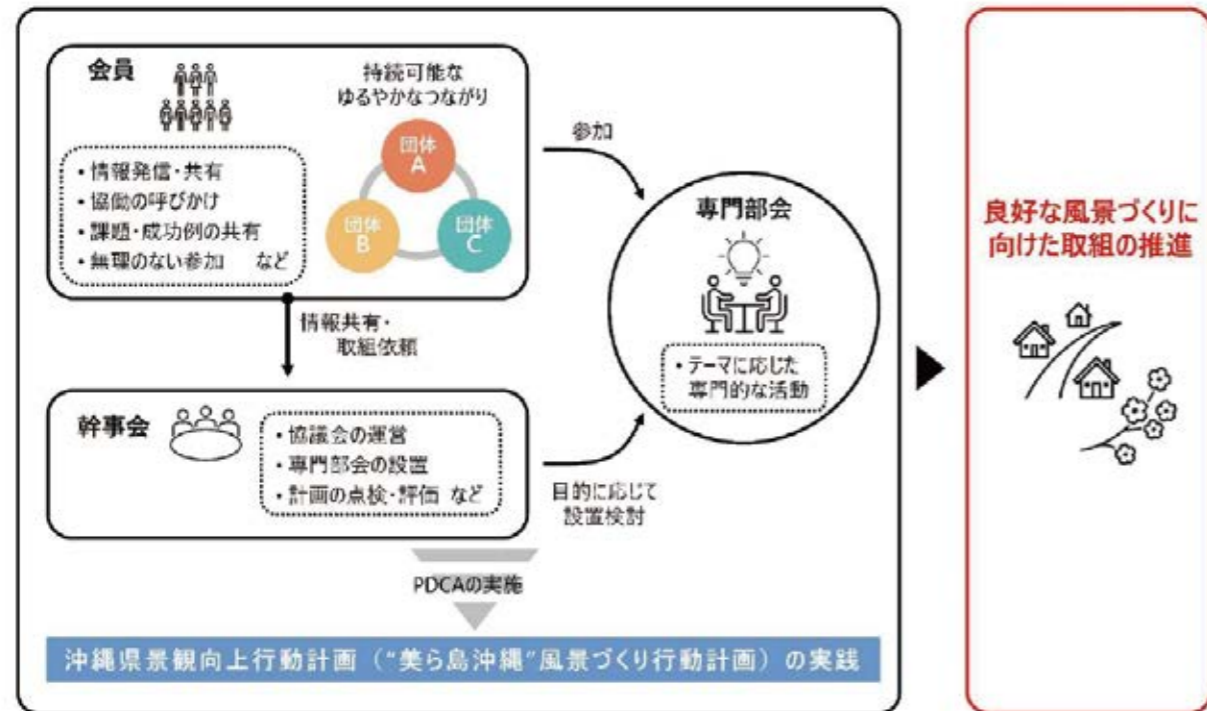 会員
持続可能な
ゆるやかなつながり
団体
A
団体
B
団体
C
・情報発信・共有
・協働の呼びかけ
・課題・成功例の共有
・無理のない参加 など
参加
専門部会
・テーマに応じた
専門的な活動
情報共有・
取組依頼
幹事会
・協議会の運営
・専門部会の設置
・計画の点検・評価 など
目的に応じて
設置検討
PDCAの実施
沖縄県景観向上行動計画（“美ら島沖縄”風景づくり行動計画）の実践
良好な風景づくりに
向けた取組の推進